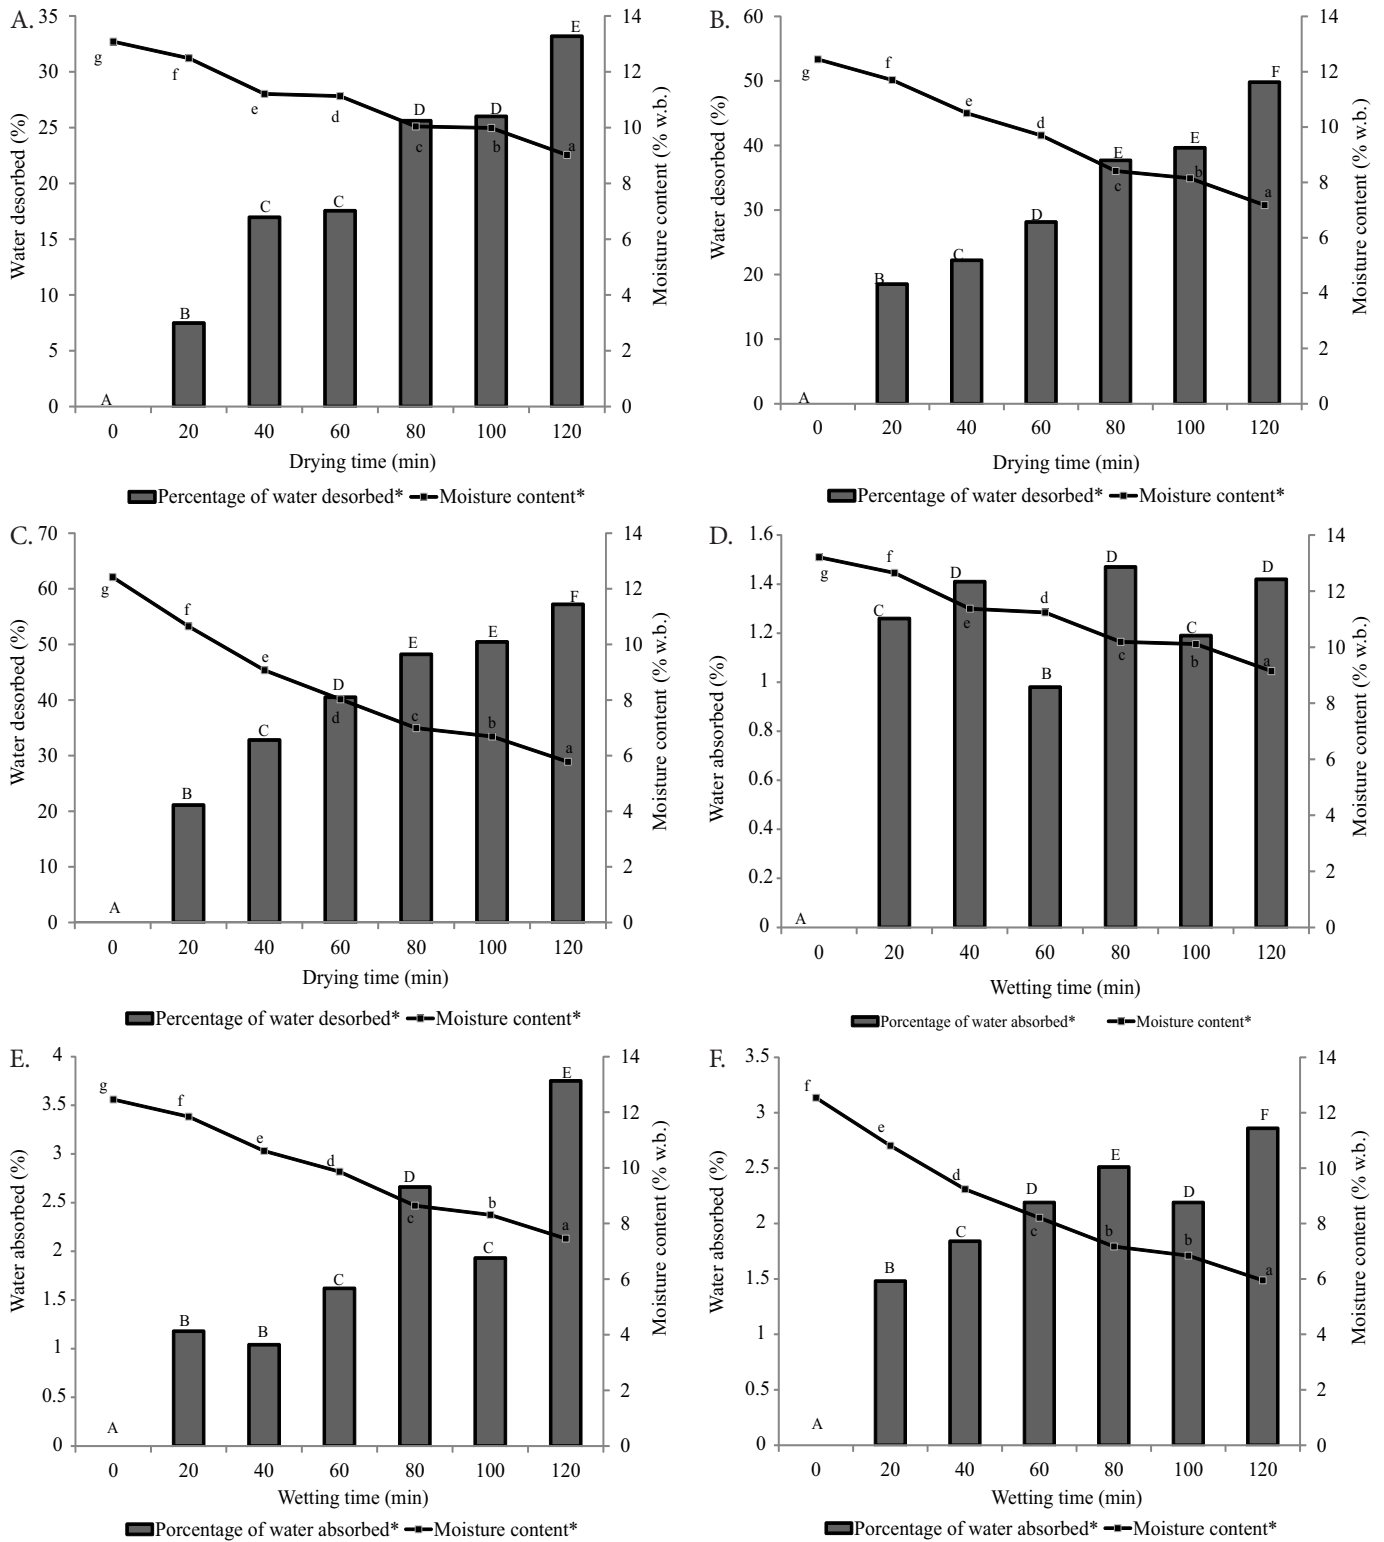 A.
35
30
25
20
15
10
5
0
Water desorbed (%)
14
12
10
8
6
4
2
0
Moisture content (% w.b.)
g
f
e
d
c
b
a
A
B
C
C
D
D
E
0 20 40 60 80 100 120
Drying time (min)
Percentage of water desorbed* Moisture content*
B.
60
50
40
30
20
10
0
Water desorbed (%)
14
12
10
8
6
4
2
0
Moisture content (% w.b.)
g
f
e
d
c
b
a
A
B
C
D
E
E
F
0 20 40 60 80 100 120
Drying time (min)
Percentage of water desorbed* Moisture content*
C.
70
60
50
40
30
20
10
0
Water desorbed (%)
14
12
10
8
6
4
2
0
Moisture content (% w.b.)
g
f
e
d
c
b
a
A
B
C
D
E
E
F
0 20 40 60 80 100 120
Drying time (min)
Percentage of water desorbed* Moisture content*
D.
1.6
1.4
1.2
1
0.8
0.6
0.4
0.2
0
Water absorbed (%)
14
12
10
8
6
4
2
0
Moisture content (% w.b.)
g
f
e
d
c
b
a
A
C
D
B
D
C
D
0 20 40 60 80 100 120
Wetting time (min)
Porcentage of water absorbed* Moisture content*
E.
4
3.5
3
2.5
2
1.5
1
0.5
0
Water absorbed (%)
14
12
10
8
6
4
2
0
Moisture content (% w.b.)
g
f
e
d
c
b
a
A
B
B
C
D
C
E
0 20 40 60 80 100 120
Wetting time (min)
Porcentage of water absorbed* Moisture content*
F.
3.5
3
2.5
2
1.5
1
0.5
0
Water absorbed (%)
14
12
10
8
6
4
2
0
Moisture content (% w.b.)
f
e
d
c
b
b
a
A
B
C
D
E
D
F
0 20 40 60 80 100 120
Wetting time (min)
Porcentage of water absorbed* Moisture content*